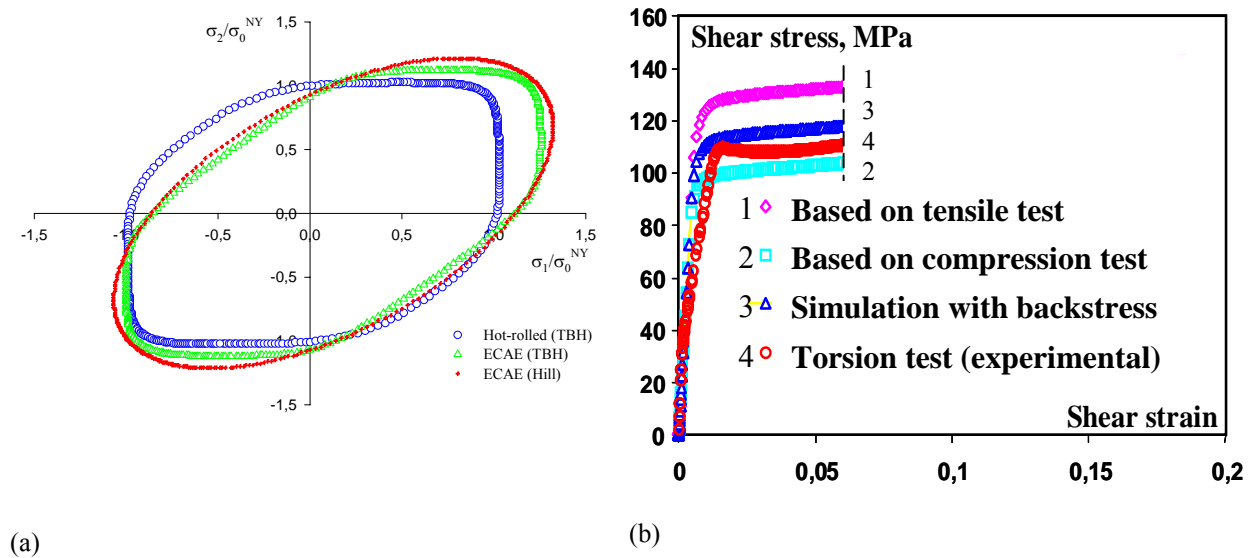 σ₂/σ₀ᴺʸ
1,5
1,0
0,5
0,0
-1,5
-1,0
-0,5
0,0
0,5
1,0
1,5
σ₁/σ₀ᴺʸ
-0,5
-1,0
-1,5
Hot-rolled (TBH)
ECAE (TBH)
ECAE (Hill)
(a)
160
140
120
100
80
60
40
20
0
Shear stress, MPa
1
3
4
2
1 Based on tensile test
2 Based on compression test
3 Simulation with backstress
4 Torsion test (experimental)
Shear strain
0
0,05
0,1
0,15
0,2
(b)